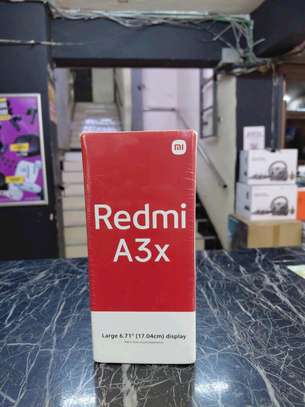 mi
Redmi
A3x
Large 6.71" (17.04cm) display